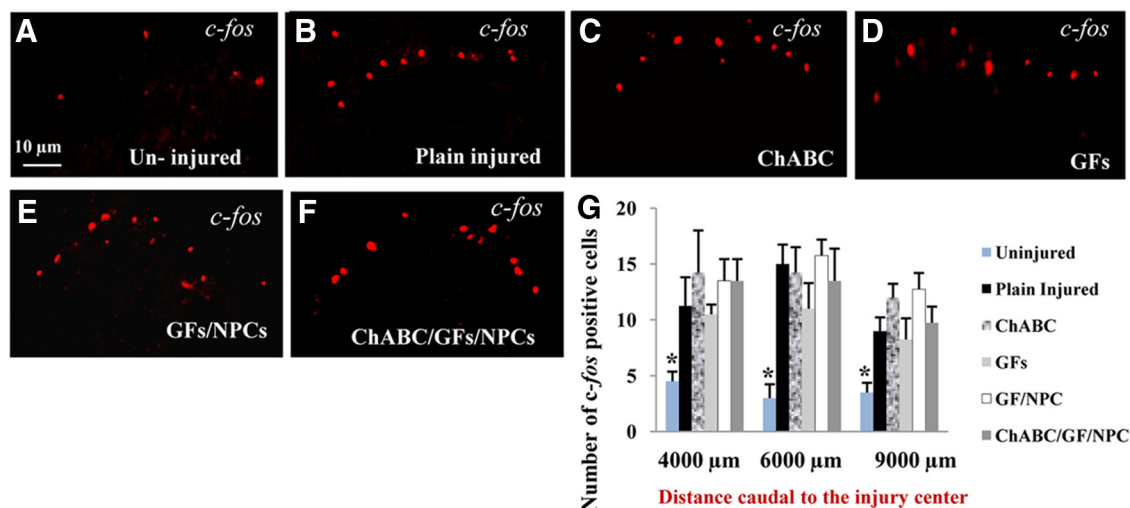 A c-fos
10 µm
Un- injured
B c-fos
Plain injured
C c-fos
ChABC
D c-fos
GFs
E c-fos
GFs/NPCs
F c-fos
ChABC/GFs/NPCs
G
Number of c-fos positive cells
20
15
10
5
0
*
*
*
4000 µm 6000 µm 9000 µm
Distance caudal to the injury center
Uninjured
Plain Injured
ChABC
GFs
GF/NPC
ChABC/GF/NPC